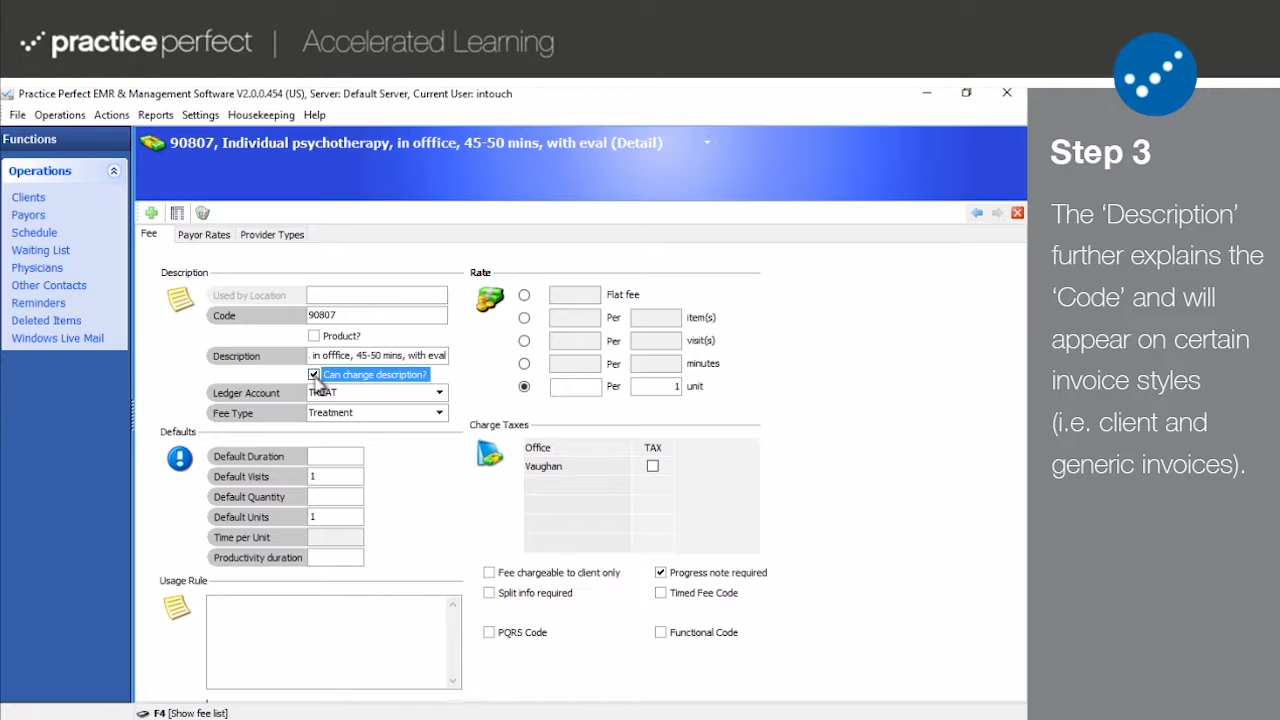 practiceperfect | Accelerated Learning
Practice Perfect EMR & Management Software V2.0.0.454 (US), Server: Default Server, Current User: intouch
File Operations Actions Reports Settings Housekeeping Help
Functions
Operations
Clients
Payors
Schedule
Waiting List
Physicians
Other Contacts
Reminders
Deleted Items
Windows Live Mail
90807, Individual psychotherapy, in offfice, 45-50 mins, with eval (Detail)
Fee Payor Rates Provider Types
Description
Used by Location
Code 90807
Product?
Description . in offfice, 45-50 mins, with eval
Can change description?
Ledger Account
Fee Type Treatment
Defaults
Default Duration
Default Visits 1
Default Quantity
Default Units 1
Time per Unit
Productivity duration
Usage Rule
Rate
Flat fee
Per item(s)
Per visit(s)
Per minutes
Per 1 unit
Charge Taxes
Office TAX
Vaughan
Fee chargeable to client only Progress note required
Split info required Timed Fee Code
PQRS Code Functional Code
F4 [Show fee list]
Step 3
The ‘Description’
further explains the
‘Code’ and will
appear on certain
invoice styles
(i.e. client and
generic invoices).